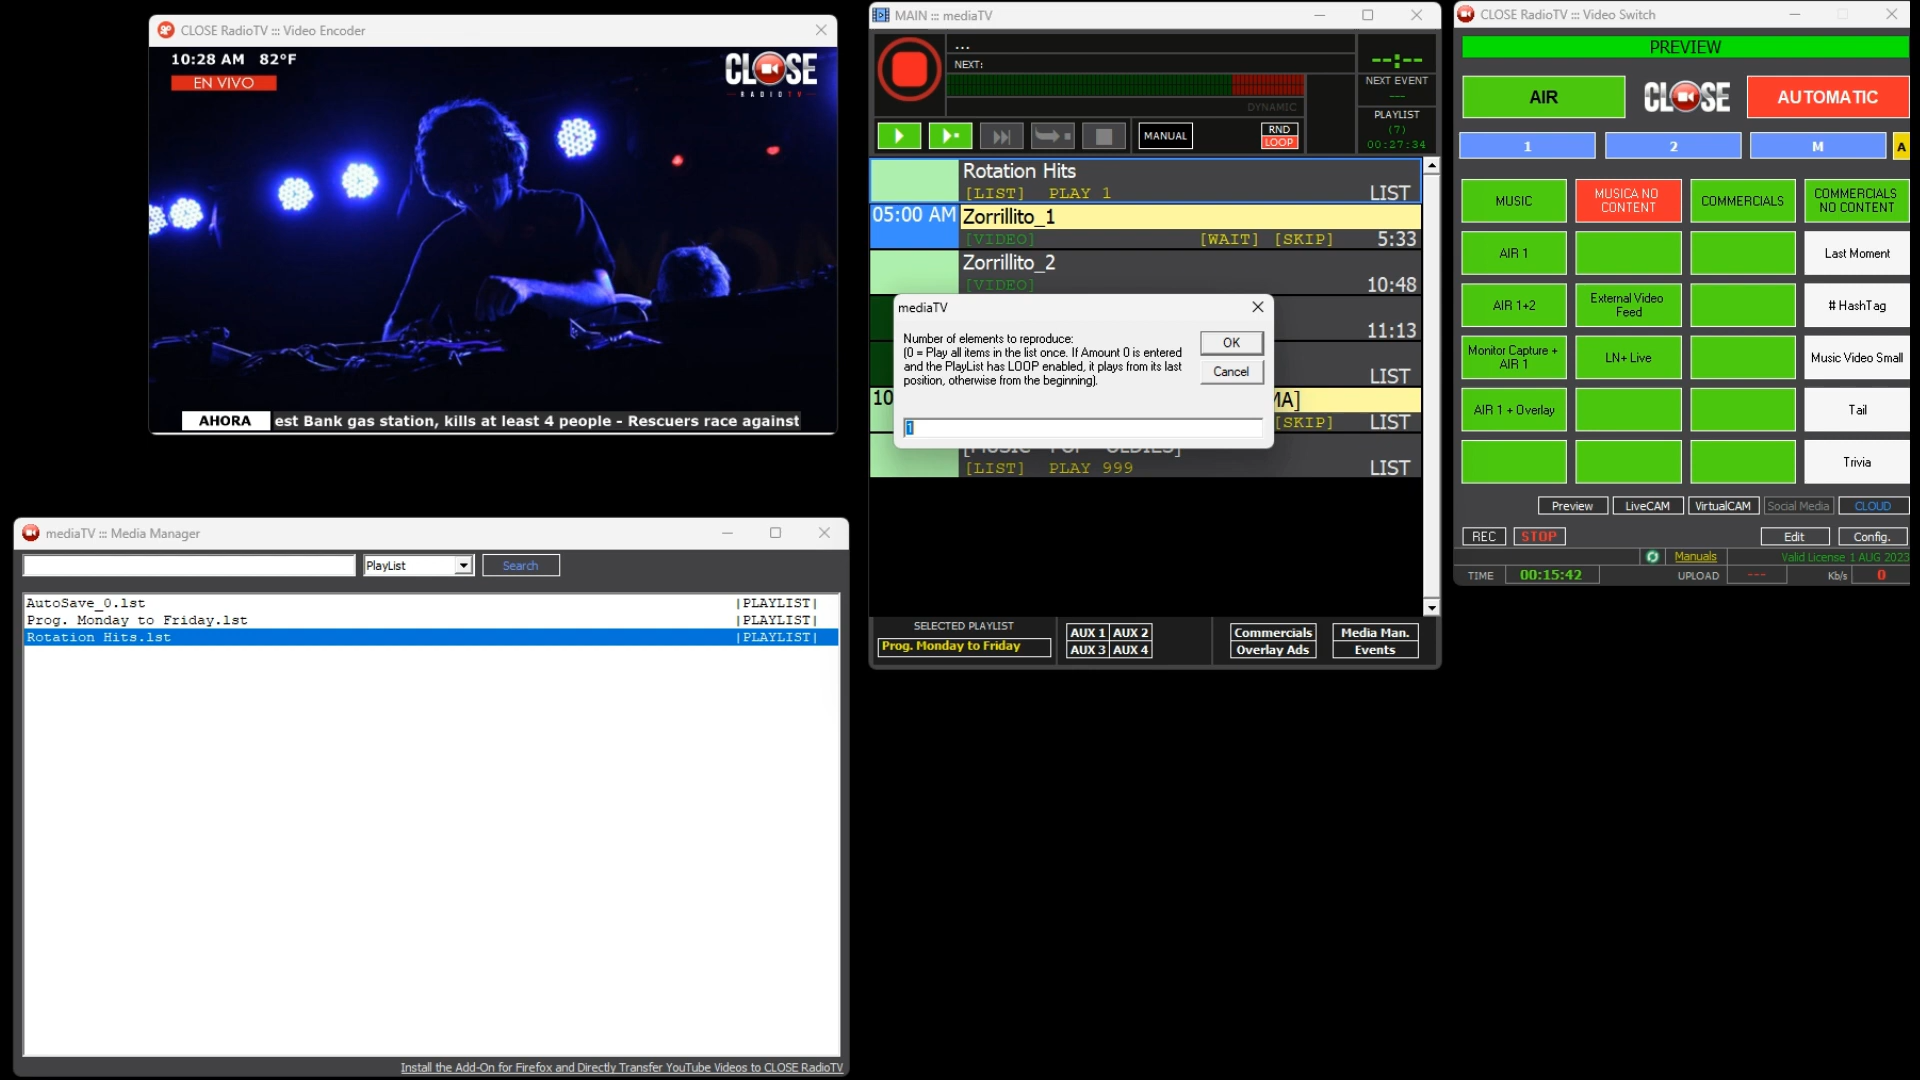 CLOSE RadioTV ::: Video Encoder
10:28 AM 82°F
EN VIVO
CLOSE
RADIOTV
AHORA est Bank gas station, kills at least 4 people - Rescuers race against
mediaTV ::: Media Manager
PlayList
Search
AutoSave_0.lst |PLAYLIST|
Prog. Monday to Friday.lst |PLAYLIST|
Rotation Hits.lst |PLAYLIST|
Install the Add-On for Firefox and Directly Transfer YouTube Videos to CLOSE RadioTV
MAIN ::: mediaTV
...
NEXT:
DYNAMIC
--:--
NEXT EVENT
---
PLAYLIST
(7)
00:27:34
MANUAL
RND
LOOP
Rotation Hits
[LIST] PLAY 1 LIST
05:00 AM Zorrillito_1
[VIDEO] [WAIT] [SKIP] 5:33
Zorrillito_2
[VIDEO] 10:48
11:13
LIST
10
MA]
[SKIP] LIST
[LIST] PLAY 999 LIST
mediaTV
Number of elements to reproduce:
(0 = Play all items in the list once. If Amount 0 is entered
and the PlayList has LOOP enabled, it plays from its last
position, otherwise from the beginning).
OK
Cancel
1
SELECTED PLAYLIST
Prog. Monday to Friday
AUX 1 AUX 2
AUX 3 AUX 4
Commercials
Overlay Ads
Media Man.
Events
CLOSE RadioTV ::: Video Switch
PREVIEW
AIR
CLOSE
AUTOMATIC
1 2 M A
MUSIC
MUSICA NO
CONTENT
COMMERCIALS
COMMERCIALS
NO CONTENT
AIR 1
Last Moment
AIR 1+2
External Video
Feed
# HashTag
Monitor Capture +
AIR 1
LN+ Live
Music Video Small
AIR 1 + Overlay
Tail
Trivia
Preview LiveCAM VirtualCAM Social Media CLOUD
REC STOP Edit Config.
Manuals Valid License 1 AUG 2023
TIME 00:15:42 UPLOAD --- Kb/s 0